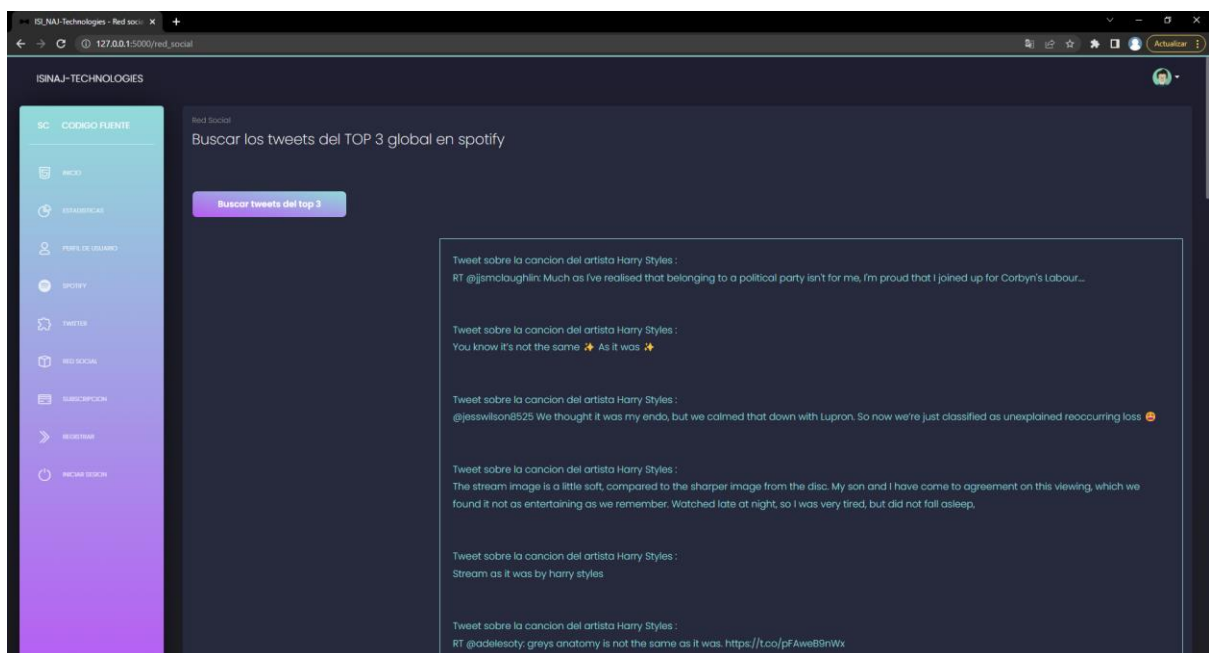 ISI_NAJ-Technologies - Red soci
127.0.0.1:5000/red_social
Actualizar
ISINAJ-TECHNOLOGIES
SC CODIGO FUENTE
INICIO
ESTADISTICAS
PERFIL DE USUARIO
SPOTIFY
TWITTER
RED SOCIAL
SUBSCRIPCION
REGISTRAR
INICIAR SESION
Red Social
Buscar los tweets del TOP 3 global en spotify
Buscar tweets del top 3
Tweet sobre la cancion del artista Harry Styles :
RT @jjsmclaughlin: Much as I've realised that belonging to a political party isn't for me, I'm proud that I joined up for Corbyn's Labour...
Tweet sobre la cancion del artista Harry Styles :
You know it's not the same ✨ As it was ✨
Tweet sobre la cancion del artista Harry Styles :
@jesswilson8525 We thought it was my endo, but we calmed that down with Lupron. So now we're just classified as unexplained reoccurring loss 😩
Tweet sobre la cancion del artista Harry Styles :
The stream image is a little soft, compared to the sharper image from the disc. My son and I have come to agreement on this viewing, which we
found it not as entertaining as we remember. Watched late at night, so I was very tired, but did not fall asleep,
Tweet sobre la cancion del artista Harry Styles :
Stream as it was by harry styles
Tweet sobre la cancion del artista Harry Styles :
RT @adelesoty: greys anatomy is not the same as it was. https://t.co/pFAweB9nWx